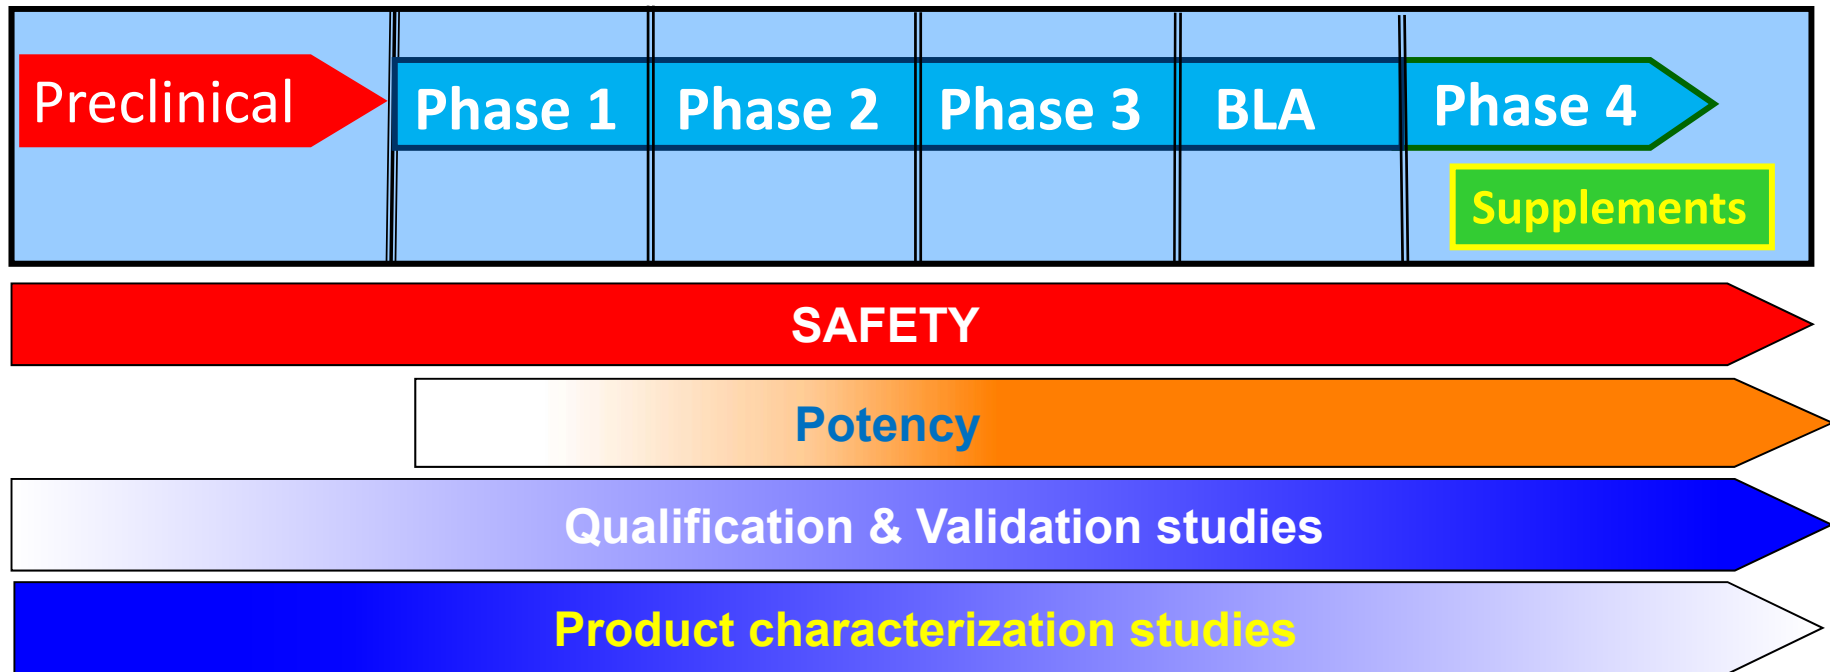 Preclinical
Phase 1
Phase 2
Phase 3
BLA
Phase 4
Supplements
SAFETY
Potency
Qualification & Validation studies
Product characterization studies